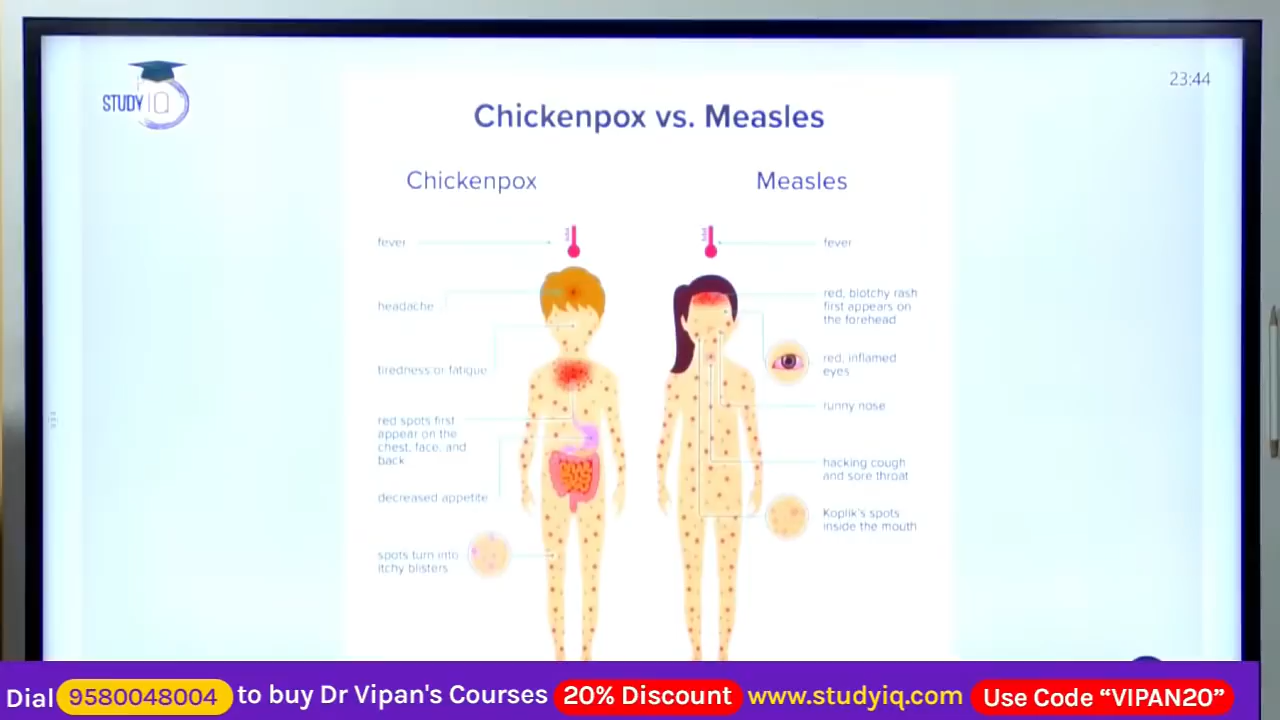 STUDY IQ
23:44
Chickenpox vs. Measles
Chickenpox
Measles
fever
headache
tiredness or fatigue
red spots first
appear on the
chest, face, and
back
decreased appetite
spots turn into
itchy blisters
fever
red, blotchy rash
first appears on
the forehead
red, inflamed
eyes
runny nose
hacking cough
and sore throat
Koplik's spots
inside the mouth
Dial 9580048004 to buy Dr Vipan's Courses 20% Discount www.studyiq.com Use Code “VIPAN20”